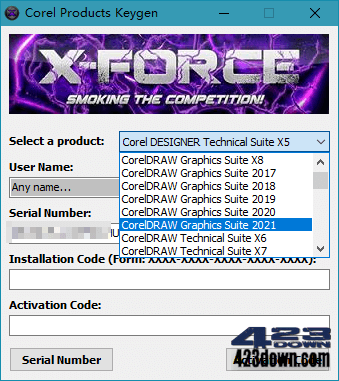 Corel Products Keygen
X-FORCE
SMOKING THE COMPETITION!
Select a product:
Corel DESIGNER Technical Suite X5
CorelDRAW Graphics Suite X8
CorelDRAW Graphics Suite 2017
CorelDRAW Graphics Suite 2018
CorelDRAW Graphics Suite 2019
CorelDRAW Graphics Suite 2020
CorelDRAW Graphics Suite 2021
CorelDRAW Technical Suite X6
CorelDRAW Technical Suite X7
User Name:
Any name...
Serial Number:
Installation Code (Form: XXXX-XXXX-XXXX-XXXX-XXXX):
Activation Code:
Serial Number
423
DOWN
423down.com